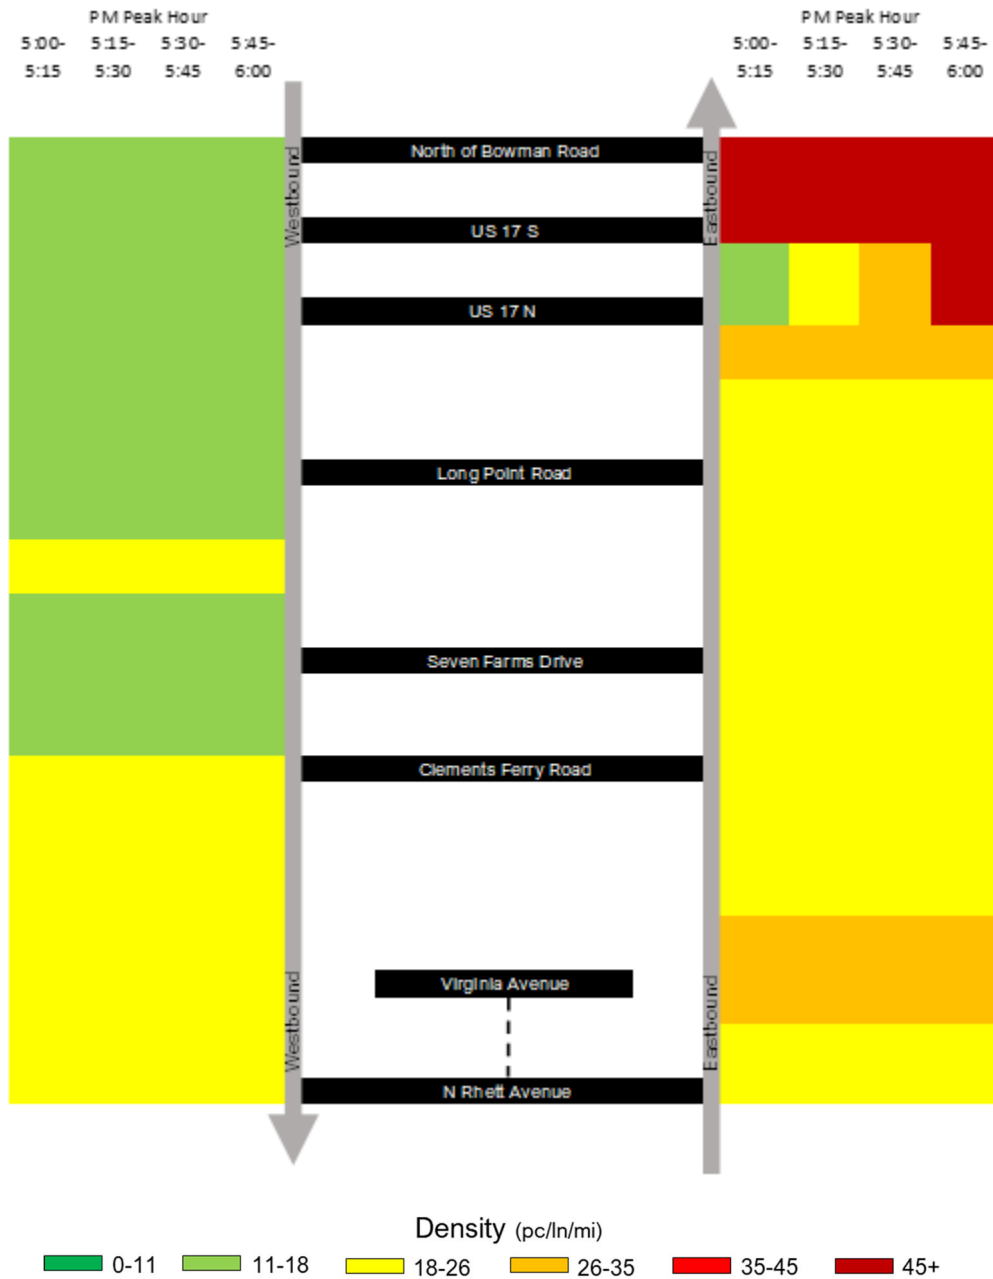 PM Peak Hour
5:00-
5:15
5:15-
5:30
5:30-
5:45
5:45-
6:00
PM Peak Hour
5:00-
5:15
5:15-
5:30
5:30-
5:45
5:45-
6:00
Westbound
Eastbound
North of Bowman Road
US 17 S
US 17 N
Long Point Road
Seven Farms Drive
Clements Ferry Road
Virginia Avenue
Westbound
Eastbound
N Rhett Avenue
Density (pc/ln/mi)
0-11
11-18
18-26
26-35
35-45
45+